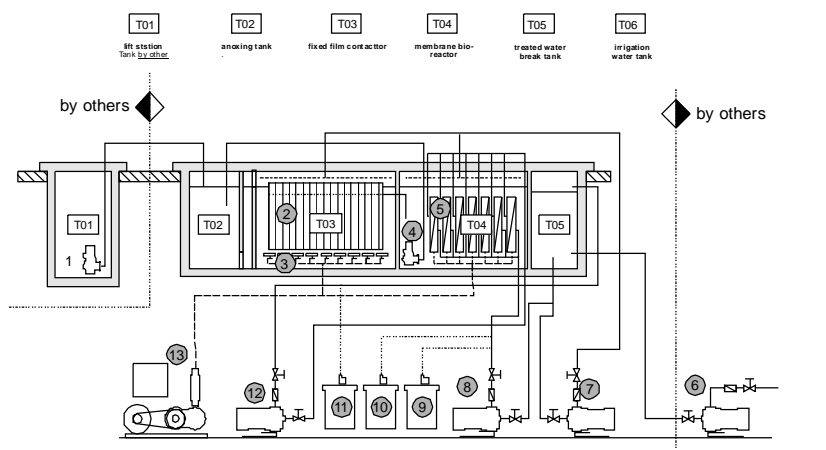 T01 T02 T03 T04 T05 T06
lift ststion anoxing tank fixed film contacttor membrane bio- treated water irrigation
Tank by other . reactor break tank water tank
by others by others
T01 T02 2 T03 4 5 T04 T05
1 3
13
12 11 10 9 8 7 6